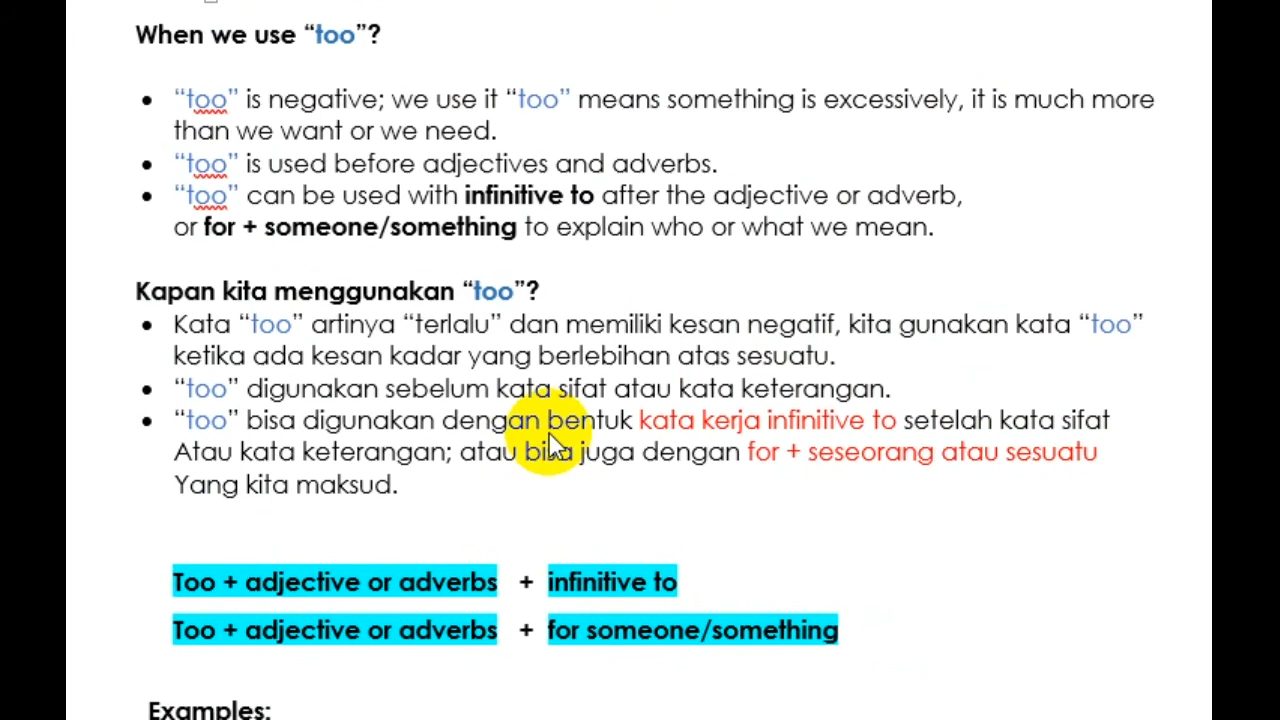 When we use “too”?
• “too” is negative; we use it “too” means something is excessively, it is much more
than we want or we need.
• “too” is used before adjectives and adverbs.
• “too” can be used with infinitive to after the adjective or adverb,
or for + someone/something to explain who or what we mean.
Kapan kita menggunakan “too”?
• Kata “too” artinya “terlalu” dan memiliki kesan negatif, kita gunakan kata “too”
ketika ada kesan kadar yang berlebihan atas sesuatu.
• “too” digunakan sebelum kata sifat atau kata keterangan.
• “too” bisa digunakan dengan bentuk kata kerja infinitive to setelah kata sifat
Atau kata keterangan; atau bisa juga dengan for + seseorang atau sesuatu
Yang kita maksud.
Too + adjective or adverbs + infinitive to
Too + adjective or adverbs + for someone/something
Examples: